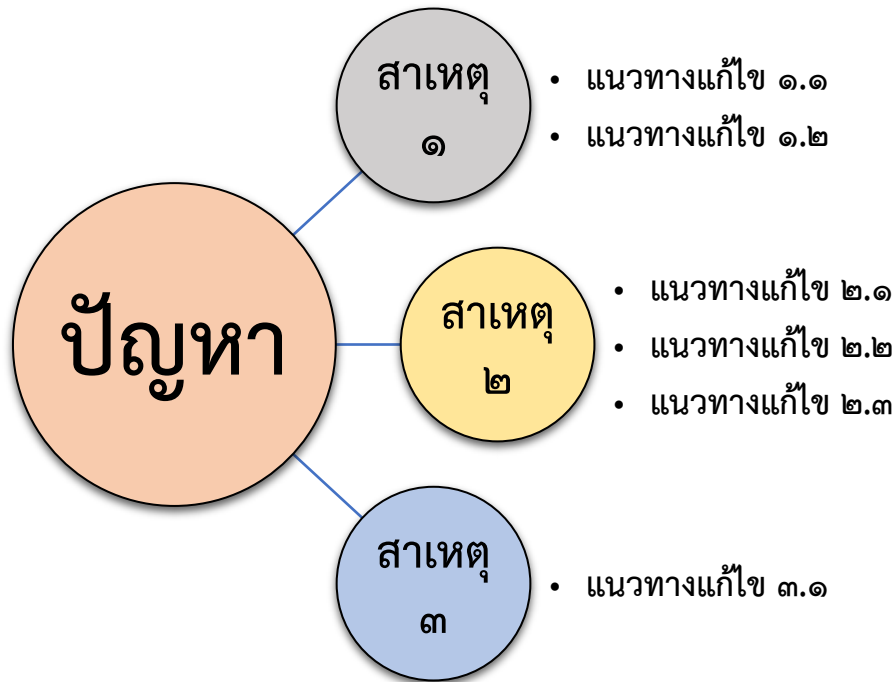 ปัญหา
สาเหตุ
๑
• แนวทางแก้ไข ๑.๑
• แนวทางแก้ไข ๑.๒
สาเหตุ
๒
• แนวทางแก้ไข ๒.๑
• แนวทางแก้ไข ๒.๒
• แนวทางแก้ไข ๒.๓
สาเหตุ
๓
• แนวทางแก้ไข ๓.๑